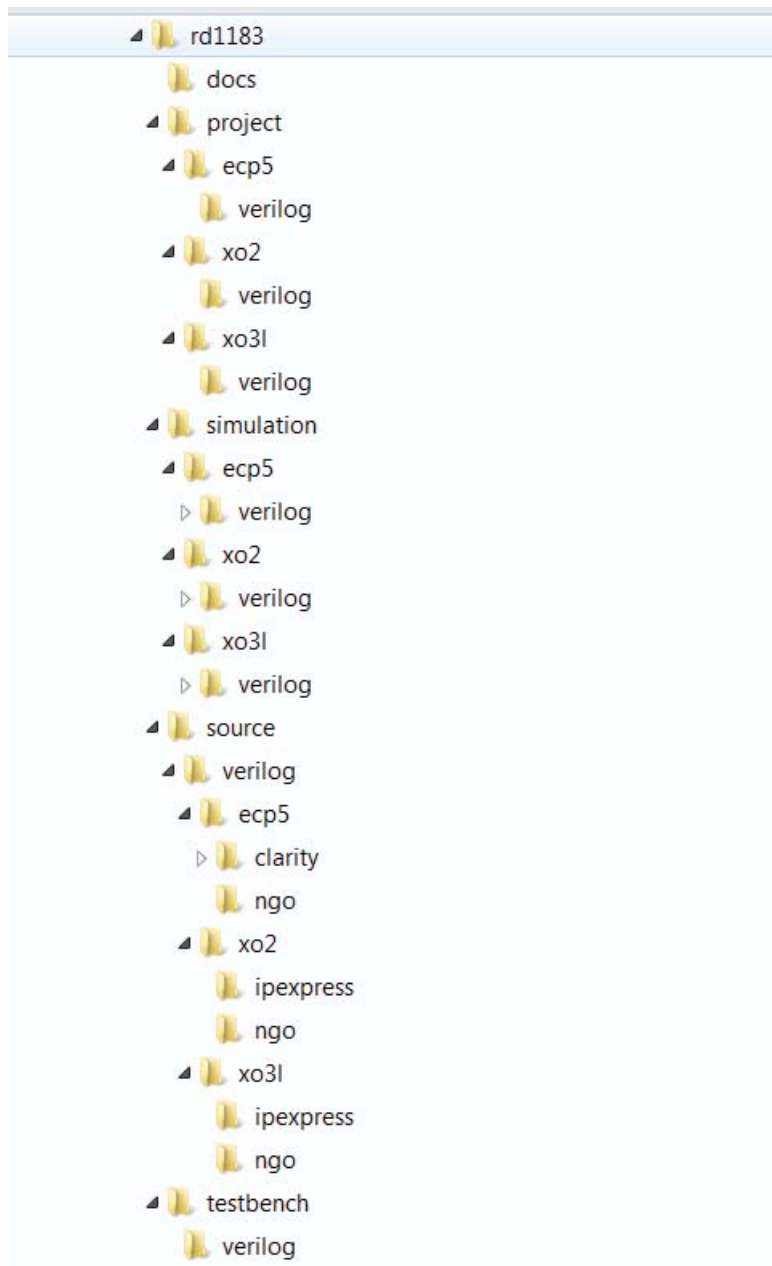 rd1183
docs
project
ecp5
verilog
xo2
verilog
xo3l
verilog
simulation
ecp5
verilog
xo2
verilog
xo3l
verilog
source
verilog
ecp5
clarity
ngo
xo2
ipexpress
ngo
xo3l
ipexpress
ngo
testbench
verilog